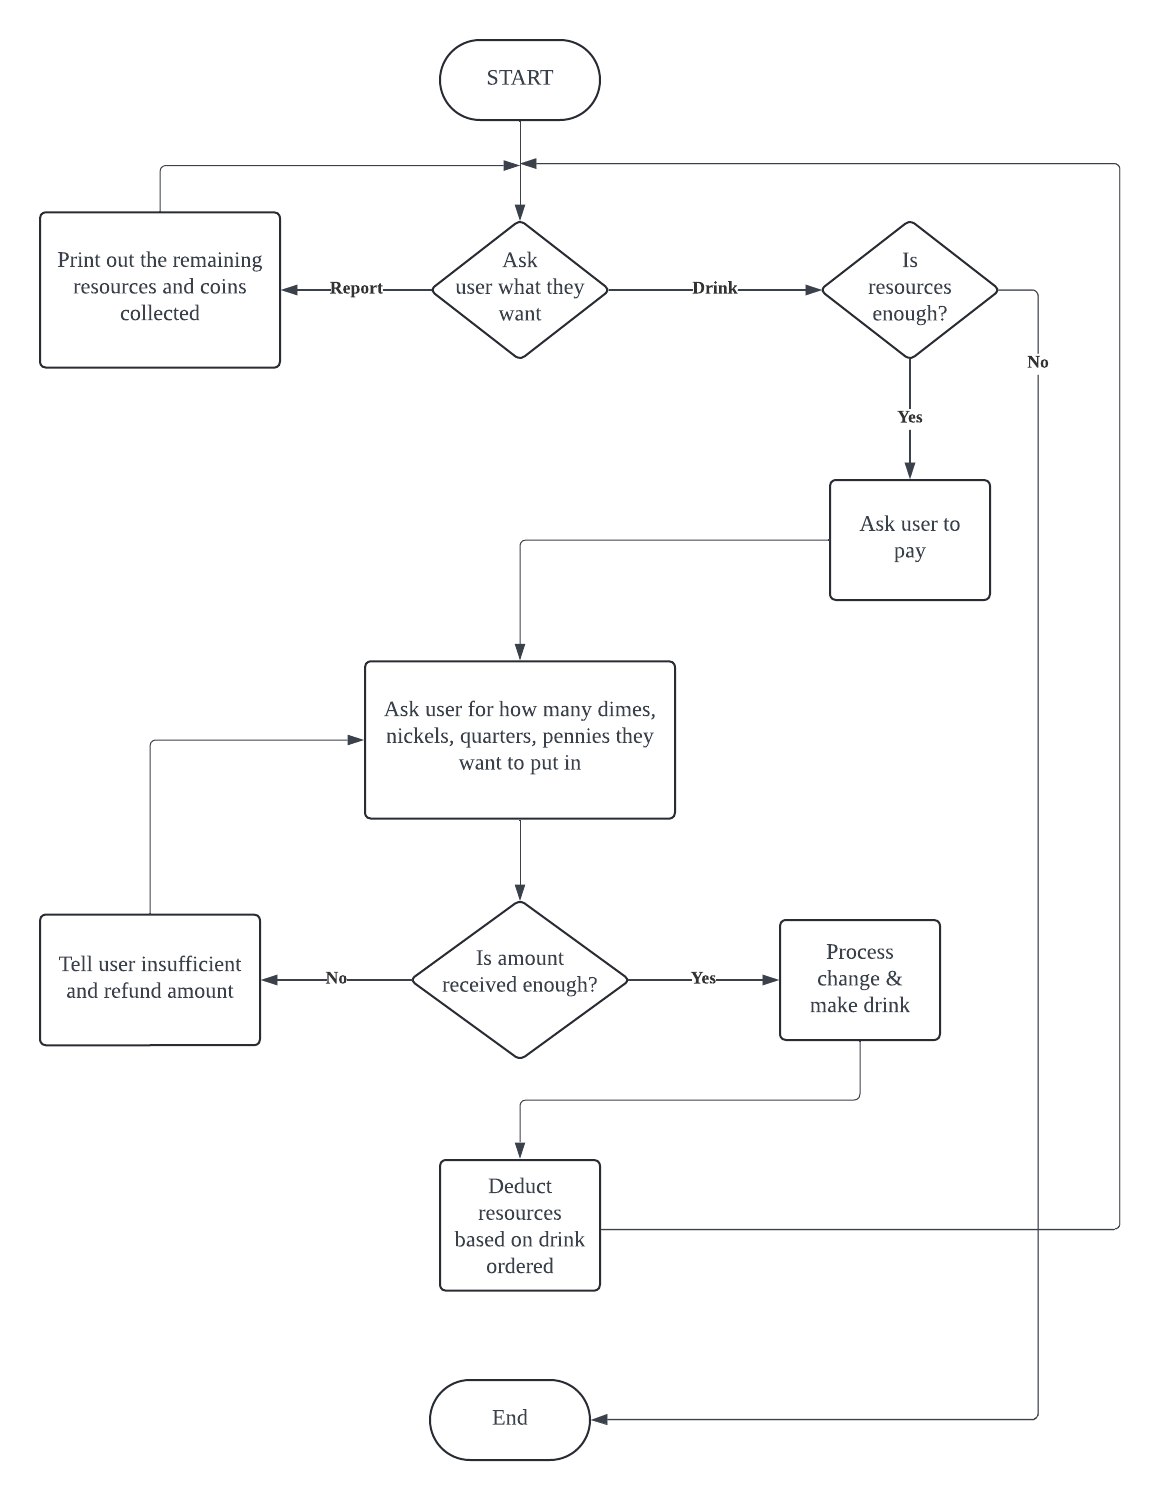 START
Print out the remaining
resources and coins
collected
Report
Ask
user what they
want
Drink
Is
resources
enough?
No
Yes
Ask user to
pay
Ask user for how many dimes,
nickels, quarters, pennies they
want to put in
Tell user insufficient
and refund amount
No
Is amount
received enough?
Yes
Process
change &
make drink
Deduct
resources
based on drink
ordered
End